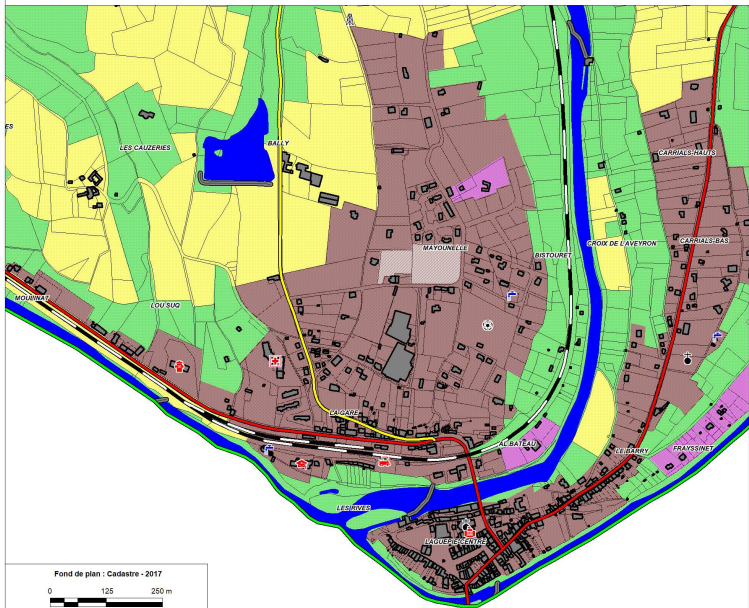 ES
LES CAUZERIES
BALLY
CARRIALS-HAUTS
MAYOUNELLE
BISTOURET
CROIX DE L'AVEYRON
CARRIALS-BAS
MOULINAT
LOU SUQ
LA GARE
AL BATEAU
LE BARRY
FRAYSSINET
LES RIVES
LAGUEPIE-CENTRE
Fond de plan : Cadastre - 2017
0 125 250 m